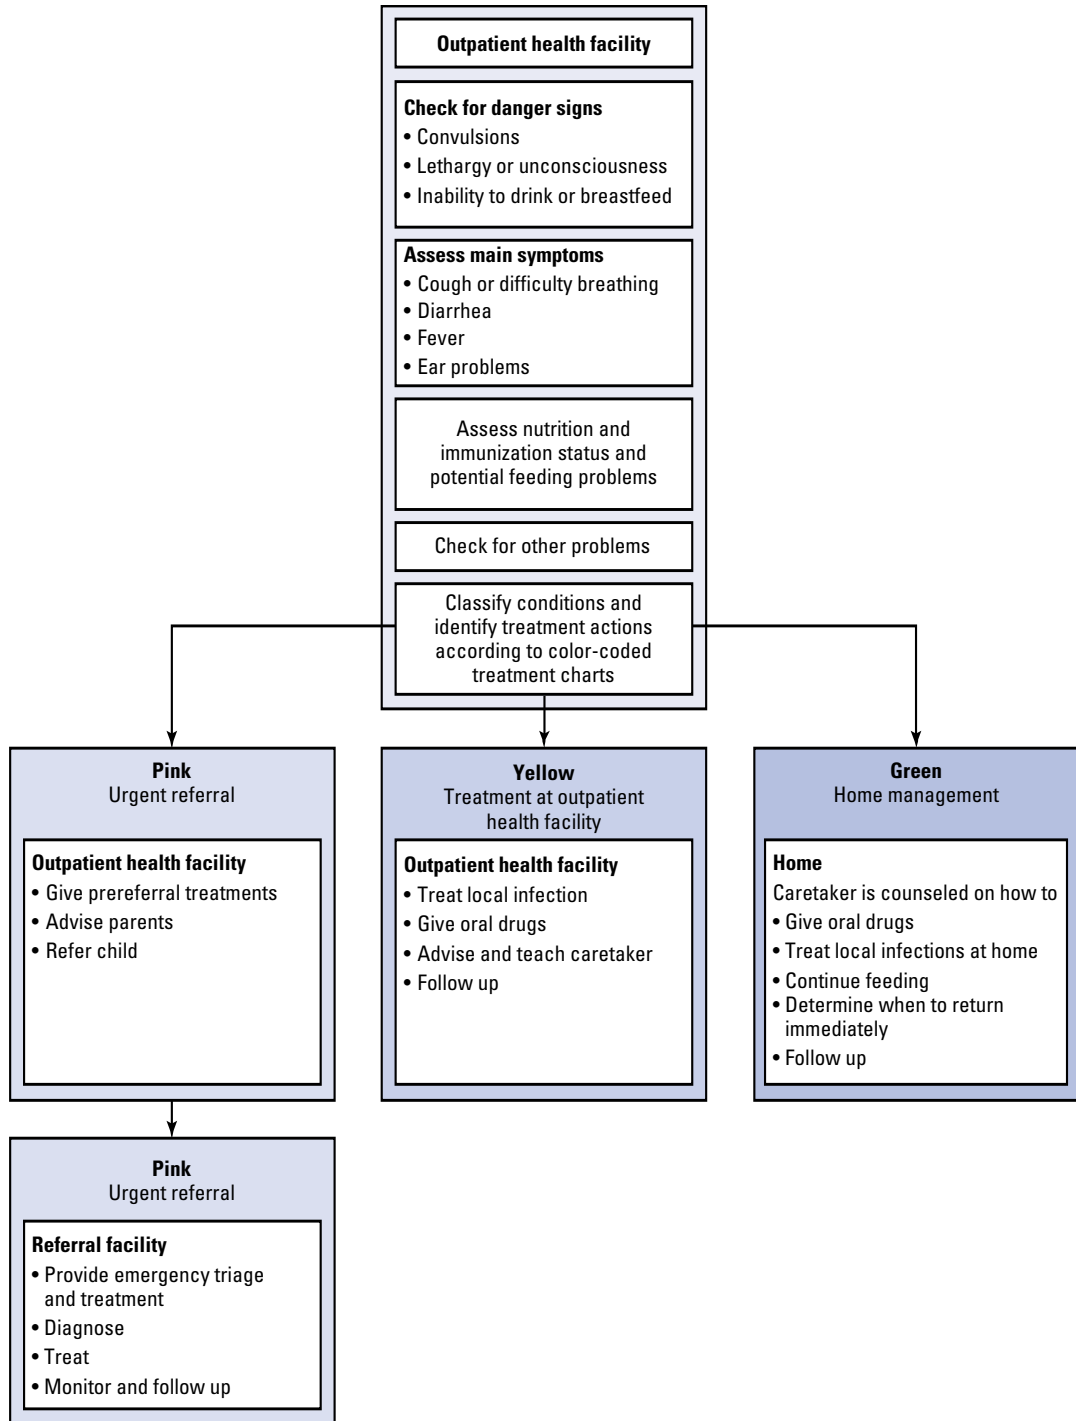 Outpatient health facility
Check for danger signs
• Convulsions
• Lethargy or unconsciousness
• Inability to drink or breastfeed
Assess main symptoms
• Cough or difficulty breathing
• Diarrhea
• Fever
• Ear problems
Assess nutrition and
immunization status and
potential feeding problems
Check for other problems
Classify conditions and
identify treatment actions
according to color-coded
treatment charts
Pink
Urgent referral
Outpatient health facility
• Give prereferral treatments
• Advise parents
• Refer child
Yellow
Treatment at outpatient
health facility
Outpatient health facility
• Treat local infection
• Give oral drugs
• Advise and teach caretaker
• Follow up
Green
Home management
Home
Caretaker is counseled on how to
• Give oral drugs
• Treat local infections at home
• Continue feeding
• Determine when to return
immediately
• Follow up
Pink
Urgent referral
Referral facility
• Provide emergency triage
and treatment
• Diagnose
• Treat
• Monitor and follow up